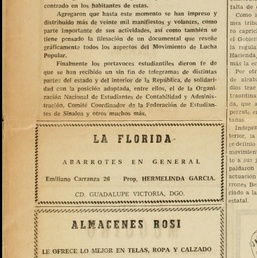 contrado en los habitantes de estas.
Agregaron que hasta este momento se han impreso y
distribuido más de veinte mil manifiestos y volantes, como
parte importante de sus actividades, así como también se
tiene pensado la filmación de un documental que revele
gráficamente todos los aspectos del Movimiento de Lucha
Popular.
Finalmente los portavoces estudiantiles dieron fe de
que se han recibido un sin fin de telegramas de distintas
partes del estado y del interior de la República, de solidari-
dad con la posición adoptada, entre ellos, el de la Organi-
zación Nacional de Estudiantes de Contabilidad y Adminis-
tración, Comité Coordinador de la Federación de Estudian-
tes de Sinaloa y otros muchos más.
LA FLORIDA
ABARROTES EN GENERAL
Emiliano Carranza 26 Prop. HERMELINDA GARCIA.
CD. GUADALUPE VICTORIA, DGO.
ALMACENES ROSI
LE OFRECE LO MEJOR EN TELAS, ROPA Y CALZADO